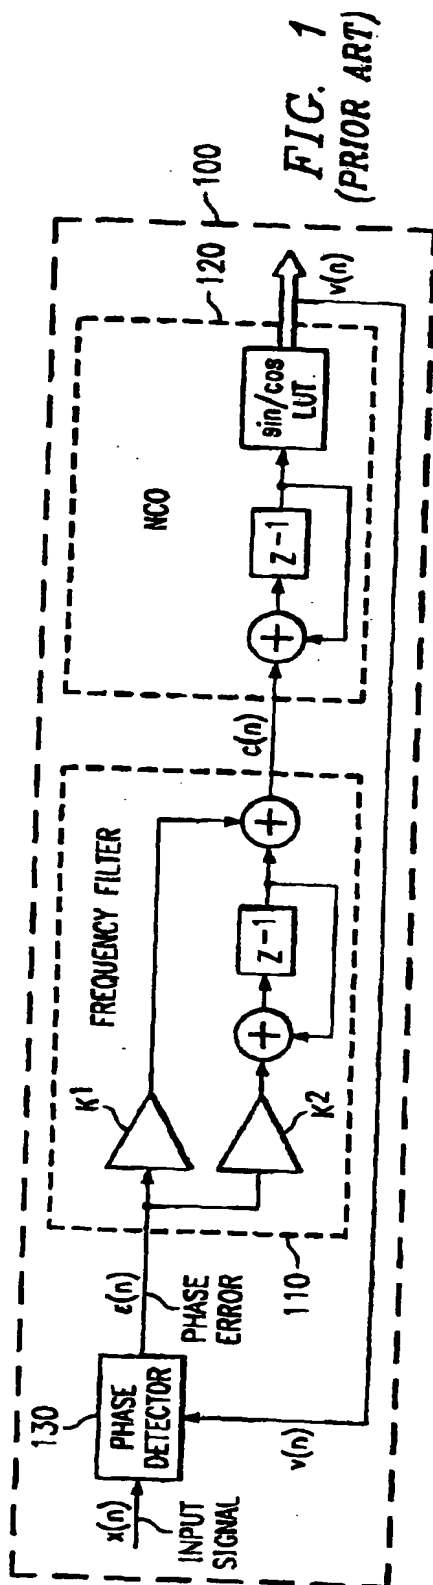 FIG. 1
(PRIOR ART)
100
120
NCO
sin/cos
LUT
v(n)
Z -1
+
c(n)
FREQUENCY FILTER
K1
K2
+
Z -1
+
110
ε(n)
PHASE
ERROR
130
PHASE
DETECTOR
x(n)
INPUT
SIGNAL
v(n)